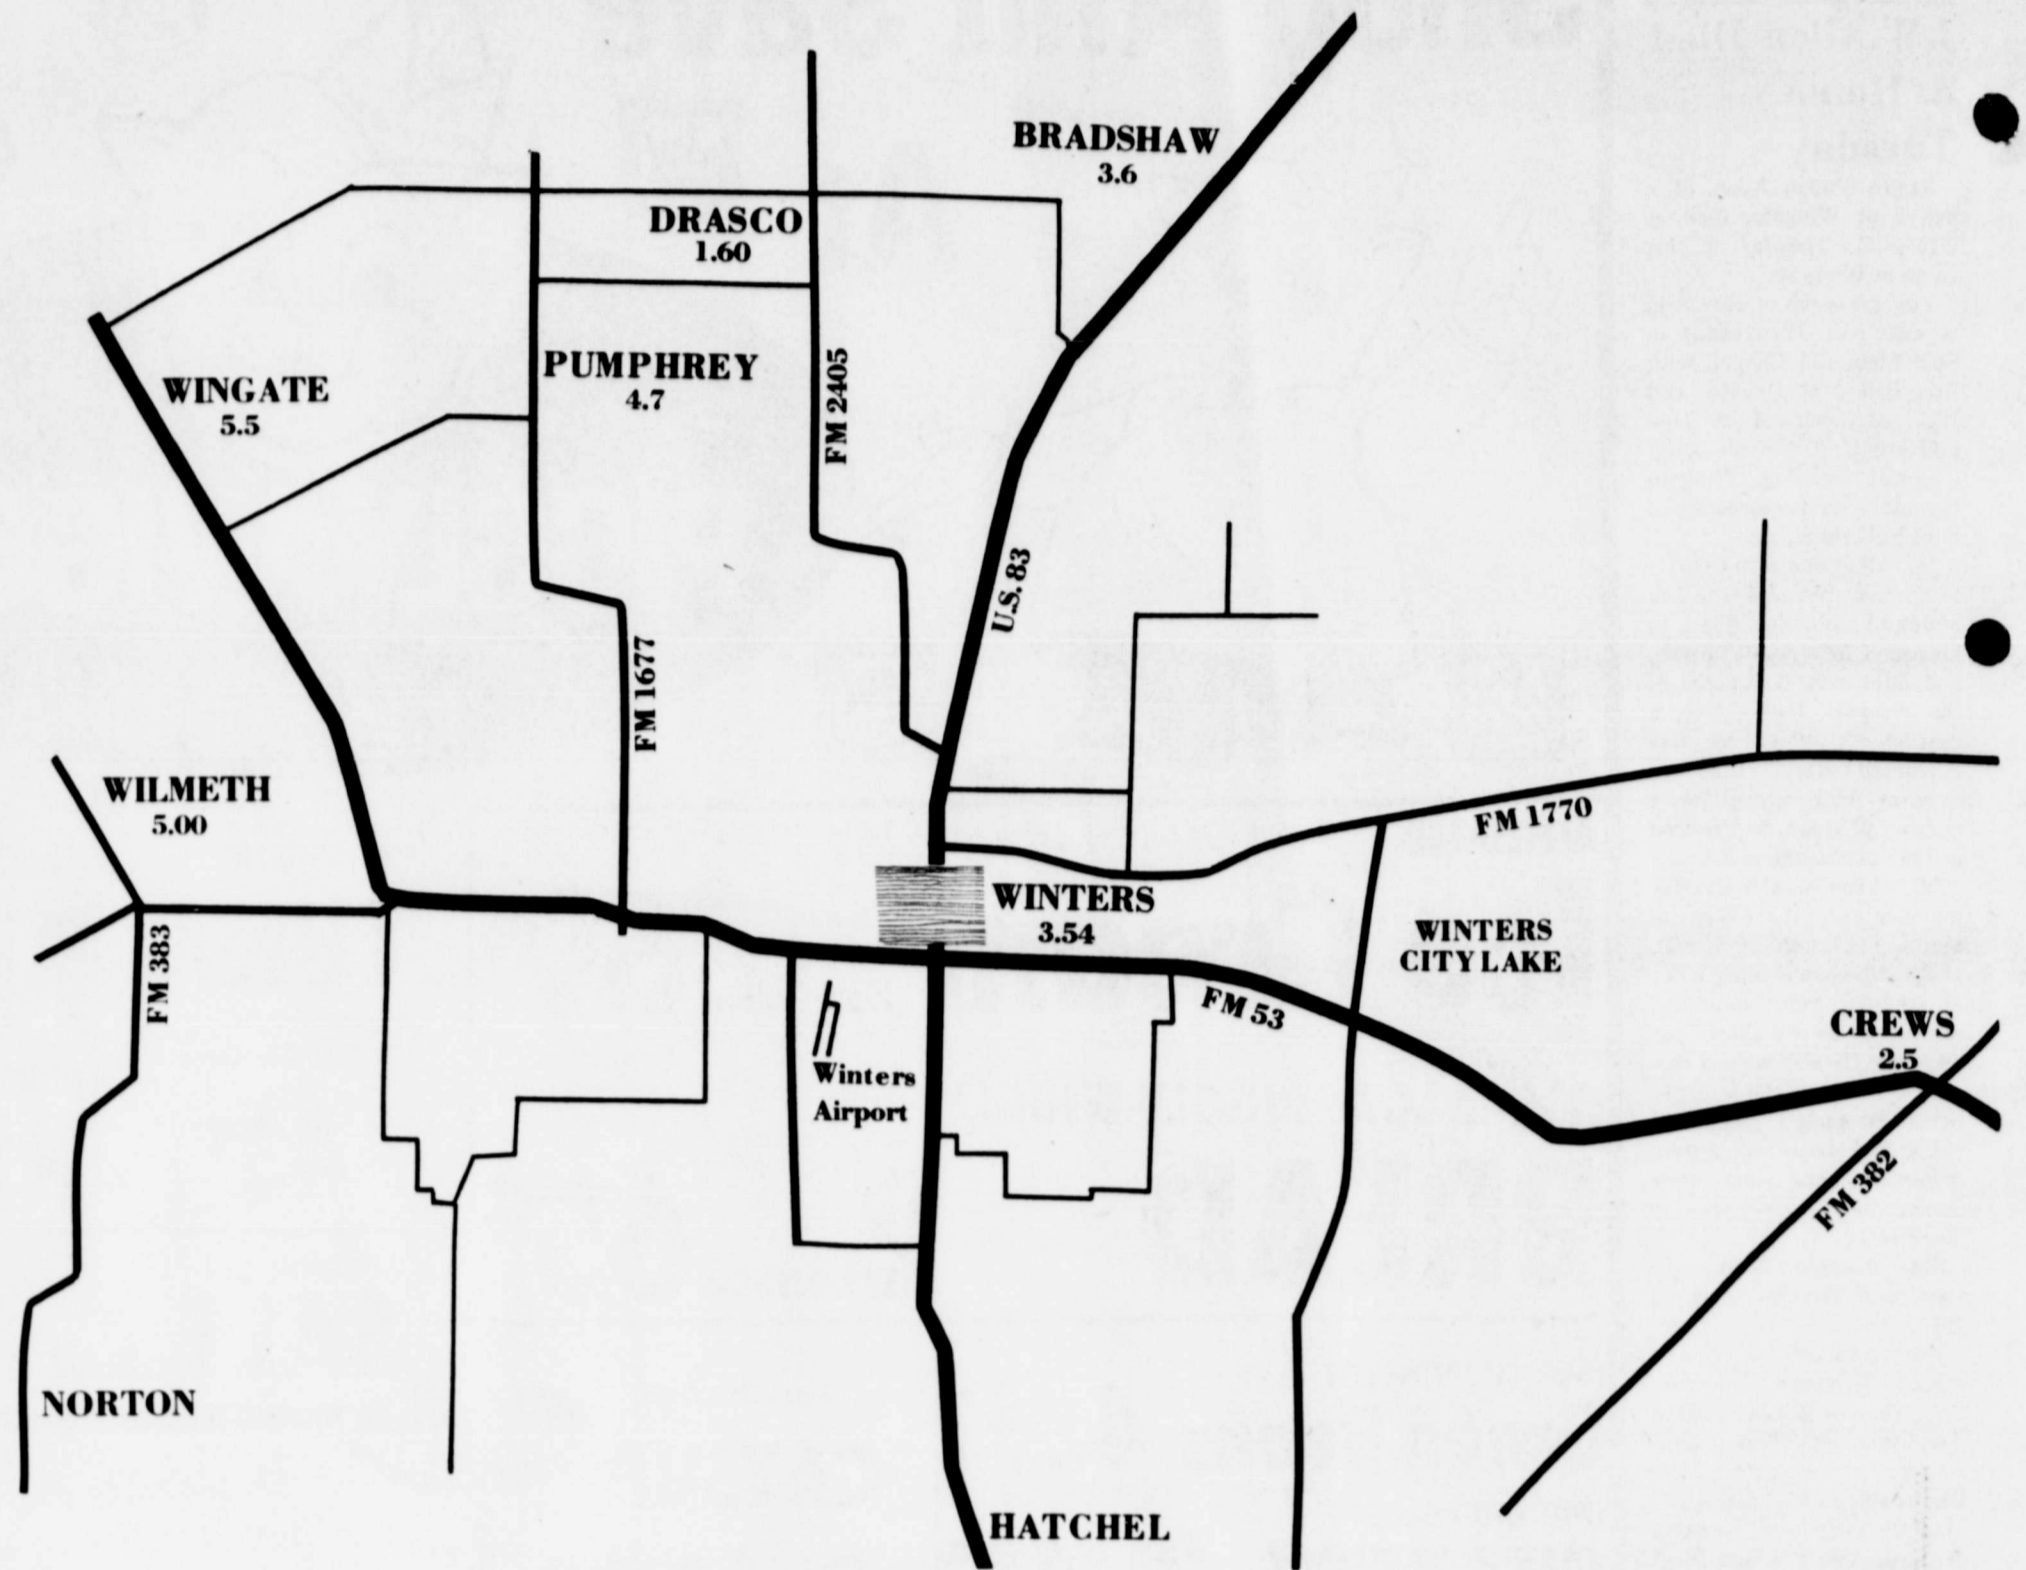 BRADSHAW
3.6
DRASCO
1.60
PUMPHREY
4.7
FM 2405
WINGATE
5.5
U.S. 83
FM 1677
WILMETH
5.00
FM 1770
WINTERS
3.54
WINTERS
CITY LAKE
FM 383
FM 53
CREWS
2.5
Winters
Airport
FM 382
NORTON
HATCHEL